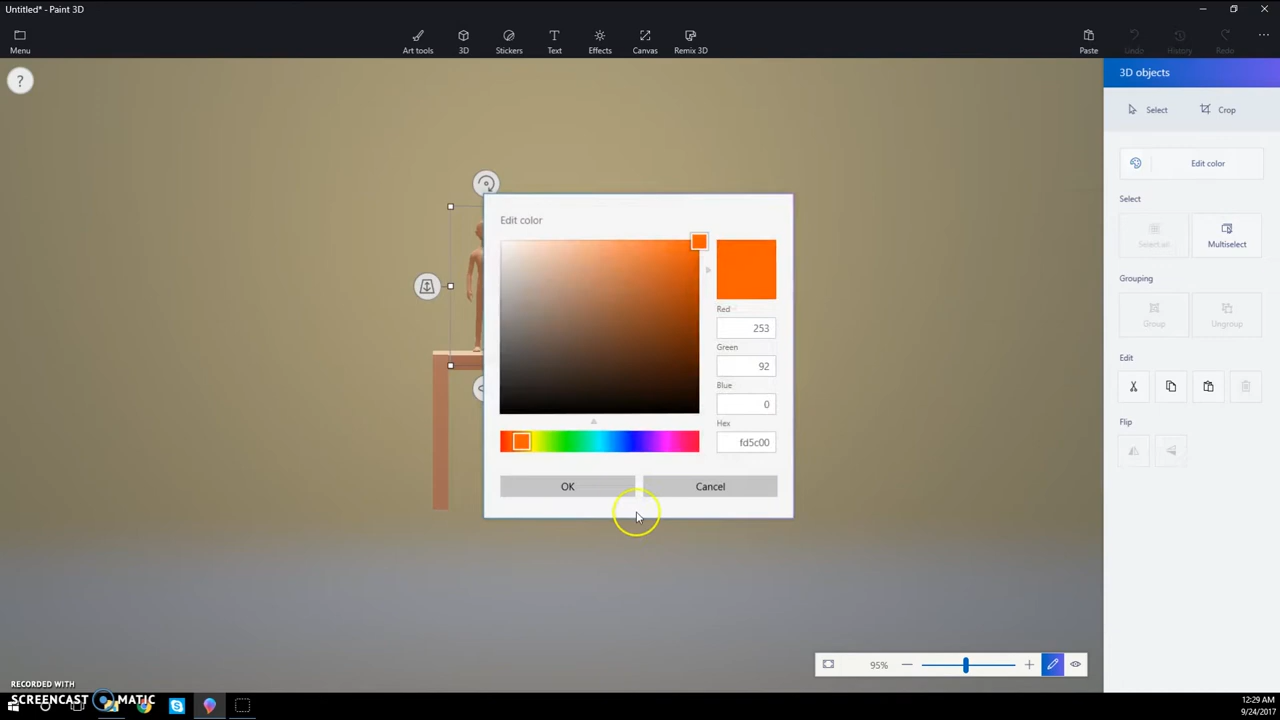 Untitled* - Paint 3D
Menu
Art tools
3D
Stickers
Text
Effects
Canvas
Remix 3D
Paste
Undo
History
Redo
?
3D objects
Select
Crop
Edit color
Select
Select all
Multiselect
Grouping
Group
Ungroup
Edit
Flip
Edit color
Red
253
Green
92
Blue
0
Hex
fd5c00
OK
Cancel
95%
RECORDED WITH
SCREENCAST MATIC
12:29 AM
9/24/2017